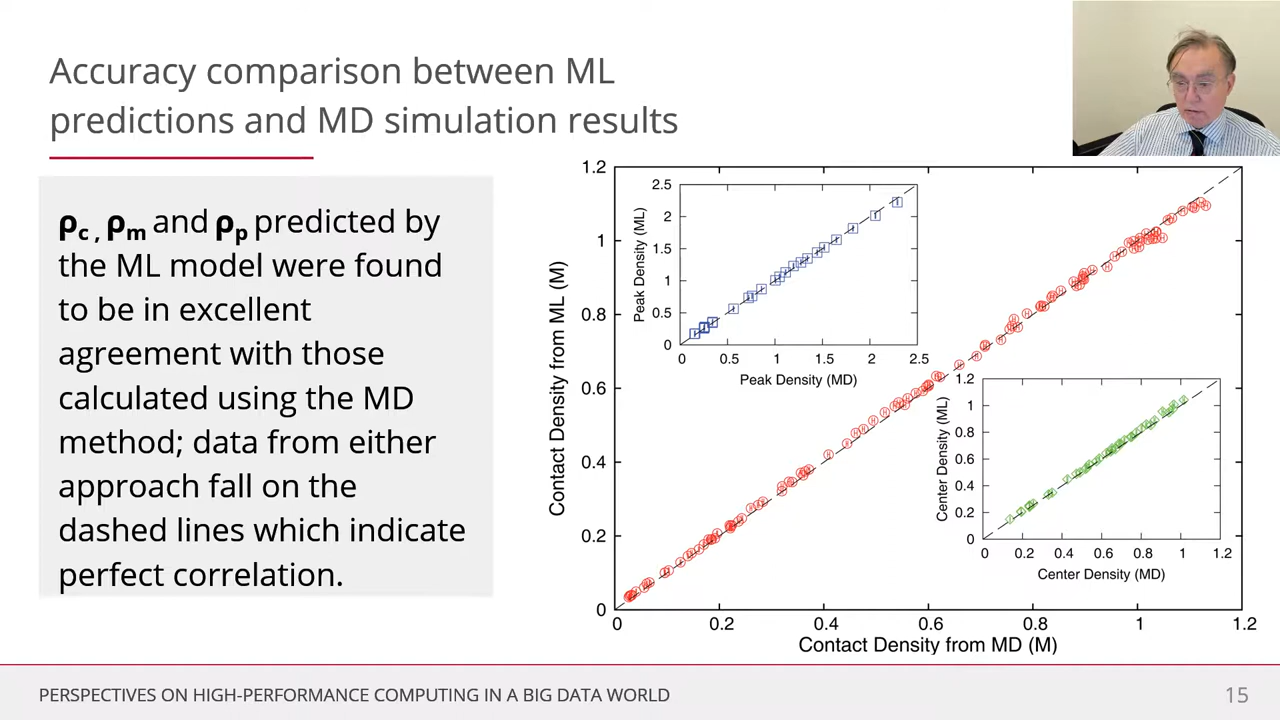 Accuracy comparison between ML
predictions and MD simulation results
ρc , ρm and ρp predicted by
the ML model were found
to be in excellent
agreement with those
calculated using the MD
method; data from either
approach fall on the
dashed lines which indicate
perfect correlation.
Contact Density from ML (M)
1.2
1
0.8
0.6
0.4
0.2
0
0 0.2 0.4 0.6 0.8 1 1.2
Contact Density from MD (M)
Peak Density (ML)
2.5
2
1.5
1
0.5
0
0 0.5 1 1.5 2 2.5
Peak Density (MD)
Center Density (ML)
1.2
1
0.8
0.6
0.4
0.2
0
0 0.2 0.4 0.6 0.8 1 1.2
Center Density (MD)
PERSPECTIVES ON HIGH-PERFORMANCE COMPUTING IN A BIG DATA WORLD
15